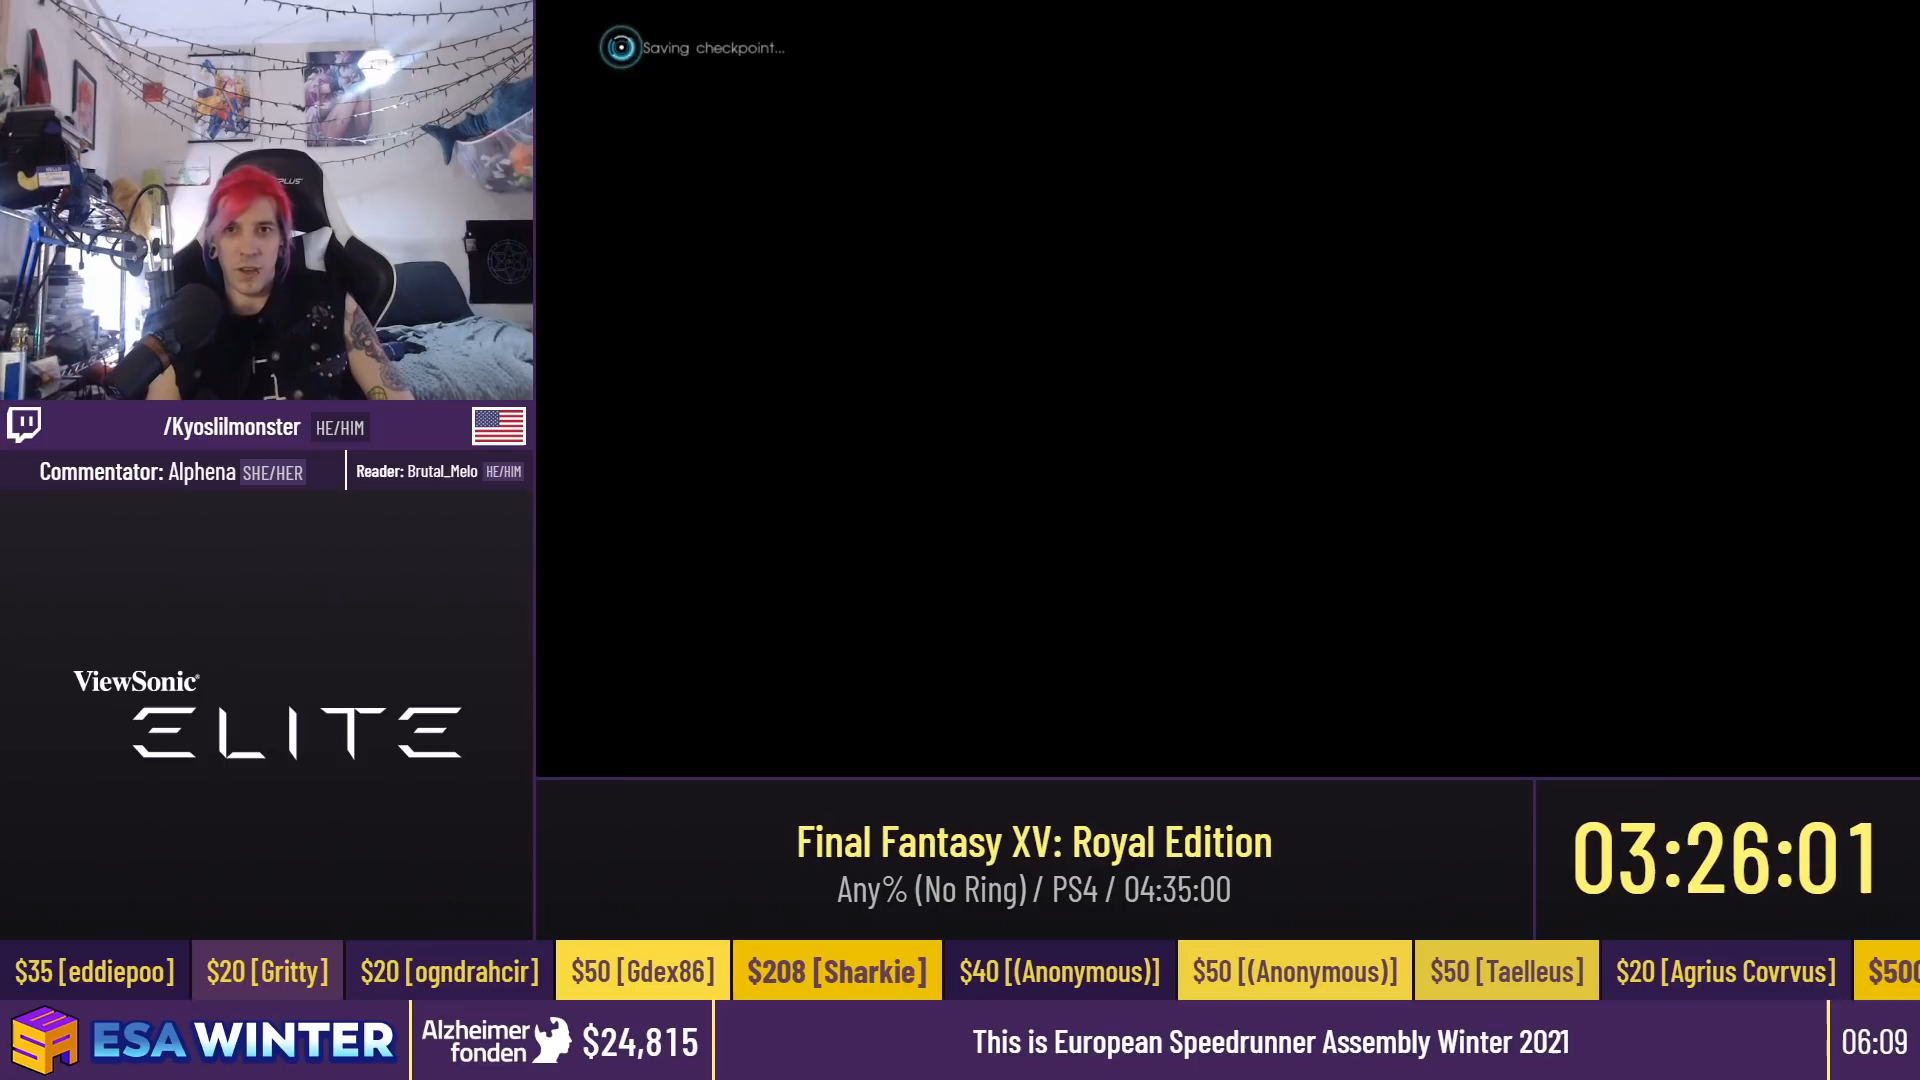 Saving checkpoint...
PLUS
/Kyoslilmonster HE/HIM
Commentator: Alphena SHE/HER
Reader: Brutal_Melo HE/HIM
ViewSonic
ELITE
Final Fantasy XV: Royal Edition
Any% (No Ring) / PS4 / 04:35:00
03:26:01
$35 [eddiepoo] $20 [Gritty] $20 [ogndrahcir] $50 [Gdex86] $208 [Sharkie] $40 [(Anonymous)] $50 [(Anonymous)] $50 [Taelleus] $20 [Agrius Covrvus] $500
ESA WINTER
Alzheimer
fonden
$24,815
This is European Speedrunner Assembly Winter 2021
06:09